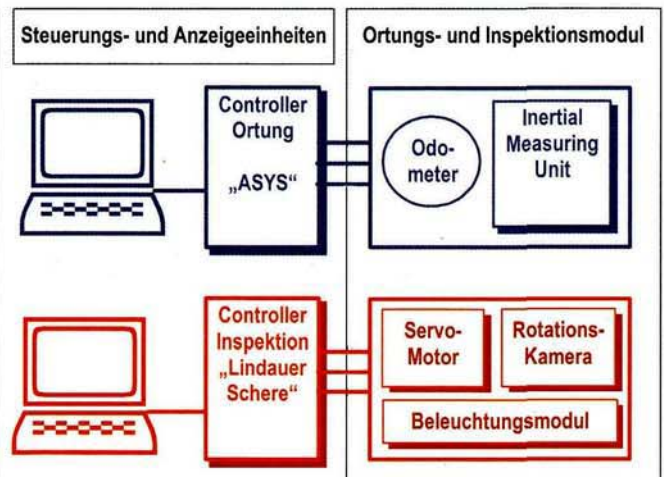 Steuerungs- und Anzeigeeinheiten
Ortungs- und Inspektionsmodul
Controller
Ortung
„ASYS“
Odo-
meter
Inertial
Measuring
Unit
Controller
Inspektion
„Lindauer
Schere“
Servo-
Motor
Rotations-
Kamera
Beleuchtungsmodul